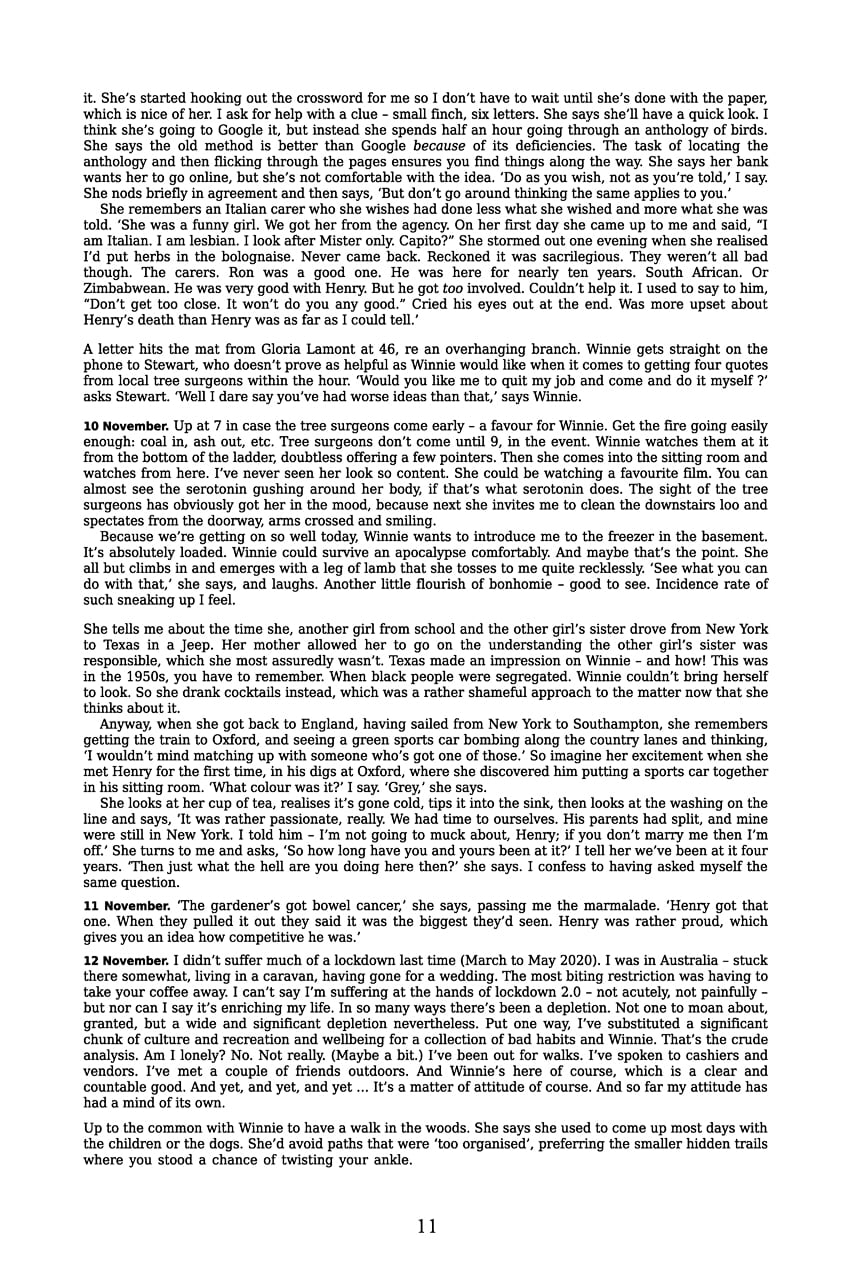 it. She’s started hooking out the crossword for me so I don’t have to wait until she’s done with the paper,
which is nice of her. I ask for help with a clue – small finch, six letters. She says she’ll have a quick look. I
think she’s going to Google it, but instead she spends half an hour going through an anthology of birds.
She says the old method is better than Google because of its deficiencies. The task of locating the
anthology and then flicking through the pages ensures you find things along the way. She says her bank
wants her to go online, but she’s not comfortable with the idea. ‘Do as you wish, not as you’re told,’ I say.
She nods briefly in agreement and then says, ‘But don’t go around thinking the same applies to you.’
She remembers an Italian carer who she wishes had done less what she wished and more what she was
told. ‘She was a funny girl. We got her from the agency. On her first day she came up to me and said, “I
am Italian. I am lesbian. I look after Mister only. Capito?” She stormed out one evening when she realised
I’d put herbs in the bolognaise. Never came back. Reckoned it was sacrilegious. They weren’t all bad
though. The carers. Ron was a good one. He was here for nearly ten years. South African. Or
Zimbabwean. He was very good with Henry. But he got too involved. Couldn’t help it. I used to say to him,
“Don’t get too close. It won’t do you any good.” Cried his eyes out at the end. Was more upset about
Henry’s death than Henry was as far as I could tell.’
A letter hits the mat from Gloria Lamont at 46, re an overhanging branch. Winnie gets straight on the
phone to Stewart, who doesn’t prove as helpful as Winnie would like when it comes to getting four quotes
from local tree surgeons within the hour. ‘Would you like me to quit my job and come and do it myself ?’
asks Stewart. ‘Well I dare say you’ve had worse ideas than that,’ says Winnie.
10 November. Up at 7 in case the tree surgeons come early – a favour for Winnie. Get the fire going easily
enough: coal in, ash out, etc. Tree surgeons don’t come until 9, in the event. Winnie watches them at it
from the bottom of the ladder, doubtless offering a few pointers. Then she comes into the sitting room and
watches from here. I’ve never seen her look so content. She could be watching a favourite film. You can
almost see the serotonin gushing around her body, if that’s what serotonin does. The sight of the tree
surgeons has obviously got her in the mood, because next she invites me to clean the downstairs loo and
spectates from the doorway, arms crossed and smiling.
Because we’re getting on so well today, Winnie wants to introduce me to the freezer in the basement.
It’s absolutely loaded. Winnie could survive an apocalypse comfortably. And maybe that’s the point. She
all but climbs in and emerges with a leg of lamb that she tosses to me quite recklessly. ‘See what you can
do with that,’ she says, and laughs. Another little flourish of bonhomie – good to see. Incidence rate of
such sneaking up I feel.
She tells me about the time she, another girl from school and the other girl’s sister drove from New York
to Texas in a Jeep. Her mother allowed her to go on the understanding the other girl’s sister was
responsible, which she most assuredly wasn’t. Texas made an impression on Winnie – and how! This was
in the 1950s, you have to remember. When black people were segregated. Winnie couldn’t bring herself
to look. So she drank cocktails instead, which was a rather shameful approach to the matter now that she
thinks about it.
Anyway, when she got back to England, having sailed from New York to Southampton, she remembers
getting the train to Oxford, and seeing a green sports car bombing along the country lanes and thinking,
‘I wouldn’t mind matching up with someone who’s got one of those.’ So imagine her excitement when she
met Henry for the first time, in his digs at Oxford, where she discovered him putting a sports car together
in his sitting room. ‘What colour was it?’ I say. ‘Grey,’ she says.
She looks at her cup of tea, realises it’s gone cold, tips it into the sink, then looks at the washing on the
line and says, ‘It was rather passionate, really. We had time to ourselves. His parents had split, and mine
were still in New York. I told him – I’m not going to muck about, Henry; if you don’t marry me then I’m
off.’ She turns to me and asks, ‘So how long have you and yours been at it?’ I tell her we’ve been at it four
years. ‘Then just what the hell are you doing here then?’ she says. I confess to having asked myself the
same question.
11 November. ‘The gardener’s got bowel cancer,’ she says, passing me the marmalade. ‘Henry got that
one. When they pulled it out they said it was the biggest they’d seen. Henry was rather proud, which
gives you an idea how competitive he was.’
12 November. I didn’t suffer much of a lockdown last time (March to May 2020). I was in Australia – stuck
there somewhat, living in a caravan, having gone for a wedding. The most biting restriction was having to
take your coffee away. I can’t say I’m suffering at the hands of lockdown 2.0 – not acutely, not painfully –
but nor can I say it’s enriching my life. In so many ways there’s been a depletion. Not one to moan about,
granted, but a wide and significant depletion nevertheless. Put one way, I’ve substituted a significant
chunk of culture and recreation and wellbeing for a collection of bad habits and Winnie. That’s the crude
analysis. Am I lonely? No. Not really. (Maybe a bit.) I’ve been out for walks. I’ve spoken to cashiers and
vendors. I’ve met a couple of friends outdoors. And Winnie’s here of course, which is a clear and
countable good. And yet, and yet, and yet … It’s a matter of attitude of course. And so far my attitude has
had a mind of its own.
Up to the common with Winnie to have a walk in the woods. She says she used to come up most days with
the children or the dogs. She’d avoid paths that were ‘too organised’, preferring the smaller hidden trails
where you stood a chance of twisting your ankle.
11